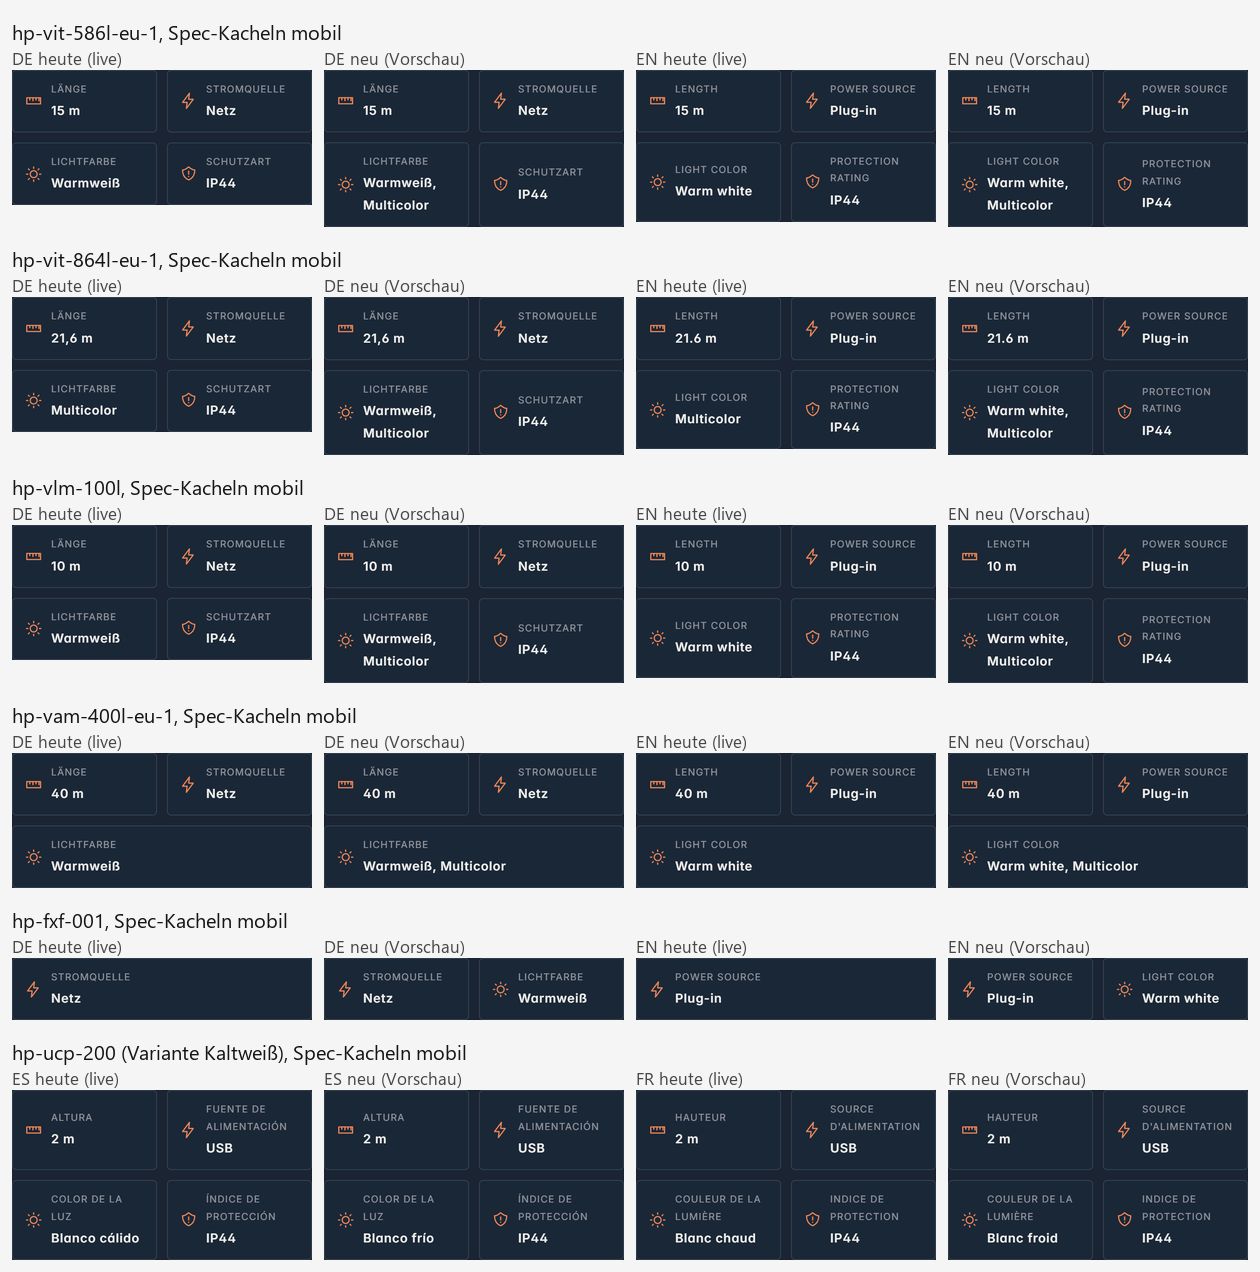 hp-vit-586l-eu-1, Spec-Kacheln mobil
DE heute (live)
DE neu (Vorschau)
EN heute (live)
EN neu (Vorschau)
LÄNGE
15 m
STROMQUELLE
Netz
LICHTFARBE
Warmweiß
SCHUTZART
IP44
LÄNGE
15 m
STROMQUELLE
Netz
LICHTFARBE
Warmweiß,
Multicolor
SCHUTZART
IP44
LENGTH
15 m
POWER SOURCE
Plug-in
LIGHT COLOR
Warm white
PROTECTION
RATING
IP44
LENGTH
15 m
POWER SOURCE
Plug-in
LIGHT COLOR
Warm white,
Multicolor
PROTECTION
RATING
IP44
hp-vit-864l-eu-1, Spec-Kacheln mobil
DE heute (live)
DE neu (Vorschau)
EN heute (live)
EN neu (Vorschau)
LÄNGE
21,6 m
STROMQUELLE
Netz
LICHTFARBE
Multicolor
SCHUTZART
IP44
LÄNGE
21,6 m
STROMQUELLE
Netz
LICHTFARBE
Warmweiß,
Multicolor
SCHUTZART
IP44
LENGTH
21.6 m
POWER SOURCE
Plug-in
LIGHT COLOR
Multicolor
PROTECTION
RATING
IP44
LENGTH
21.6 m
POWER SOURCE
Plug-in
LIGHT COLOR
Warm white,
Multicolor
PROTECTION
RATING
IP44
hp-vlm-100l, Spec-Kacheln mobil
DE heute (live)
DE neu (Vorschau)
EN heute (live)
EN neu (Vorschau)
LÄNGE
10 m
STROMQUELLE
Netz
LICHTFARBE
Warmweiß
SCHUTZART
IP44
LÄNGE
10 m
STROMQUELLE
Netz
LICHTFARBE
Warmweiß,
Multicolor
SCHUTZART
IP44
LENGTH
10 m
POWER SOURCE
Plug-in
LIGHT COLOR
Warm white
PROTECTION
RATING
IP44
LENGTH
10 m
POWER SOURCE
Plug-in
LIGHT COLOR
Warm white,
Multicolor
PROTECTION
RATING
IP44
hp-vam-400l-eu-1, Spec-Kacheln mobil
DE heute (live)
DE neu (Vorschau)
EN heute (live)
EN neu (Vorschau)
LÄNGE
40 m
STROMQUELLE
Netz
LICHTFARBE
Warmweiß
LÄNGE
40 m
STROMQUELLE
Netz
LICHTFARBE
Warmweiß, Multicolor
LENGTH
40 m
POWER SOURCE
Plug-in
LIGHT COLOR
Warm white
LENGTH
40 m
POWER SOURCE
Plug-in
LIGHT COLOR
Warm white, Multicolor
hp-fxf-001, Spec-Kacheln mobil
DE heute (live)
DE neu (Vorschau)
EN heute (live)
EN neu (Vorschau)
STROMQUELLE
Netz
STROMQUELLE
Netz
LICHTFARBE
Warmweiß
POWER SOURCE
Plug-in
POWER SOURCE
Plug-in
LIGHT COLOR
Warm white
hp-ucp-200 (Variante Kaltweiß), Spec-Kacheln mobil
ES heute (live)
ES neu (Vorschau)
FR heute (live)
FR neu (Vorschau)
ALTURA
2 m
FUENTE DE
ALIMENTACIÓN
USB
COLOR DE LA
LUZ
Blanco cálido
ÍNDICE DE
PROTECCIÓN
IP44
ALTURA
2 m
FUENTE DE
ALIMENTACIÓN
USB
COLOR DE LA
LUZ
Blanco frío
ÍNDICE DE
PROTECCIÓN
IP44
HAUTEUR
2 m
SOURCE
D'ALIMENTATION
USB
COULEUR DE LA
LUMIÈRE
Blanc chaud
INDICE DE
PROTECTION
IP44
HAUTEUR
2 m
SOURCE
D'ALIMENTATION
USB
COULEUR DE LA
LUMIÈRE
Blanc froid
INDICE DE
PROTECTION
IP44